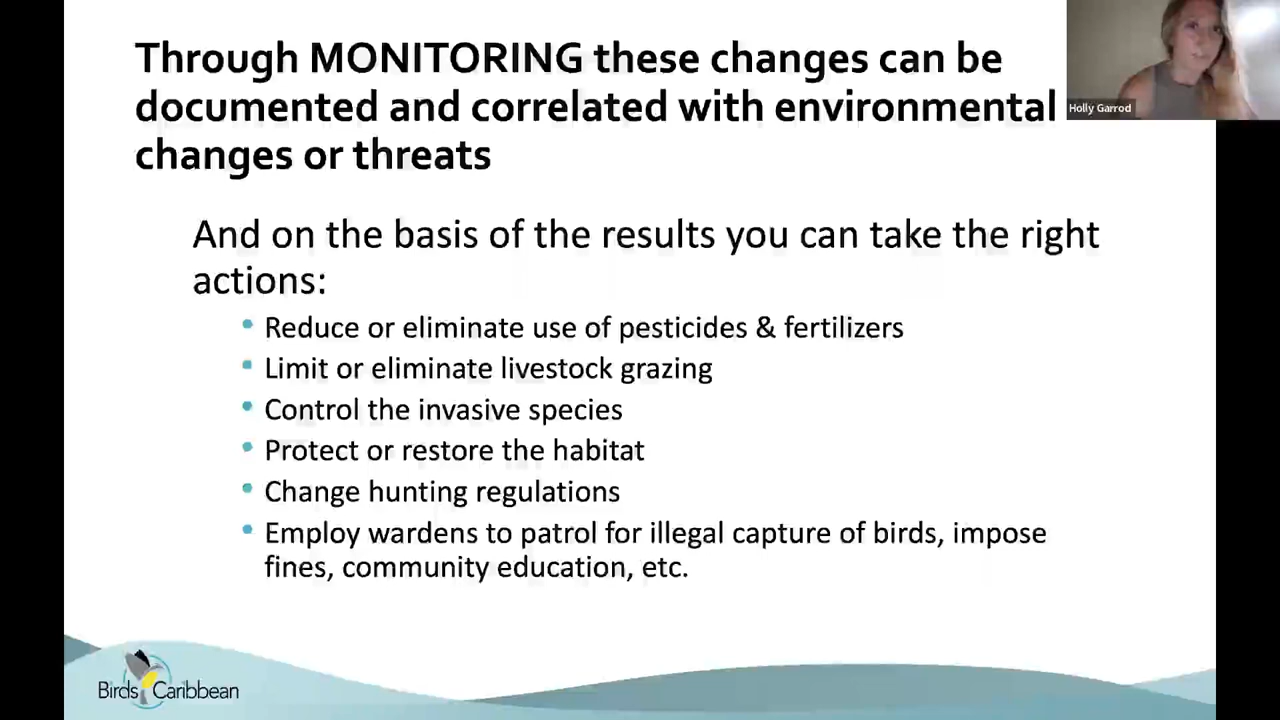 Through MONITORING these changes can be
documented and correlated with environmental
changes or threats
Holly Garrod
And on the basis of the results you can take the right
actions:
• Reduce or eliminate use of pesticides & fertilizers
• Limit or eliminate livestock grazing
• Control the invasive species
• Protect or restore the habitat
• Change hunting regulations
• Employ wardens to patrol for illegal capture of birds, impose
fines, community education, etc.
BirdsCaribbean